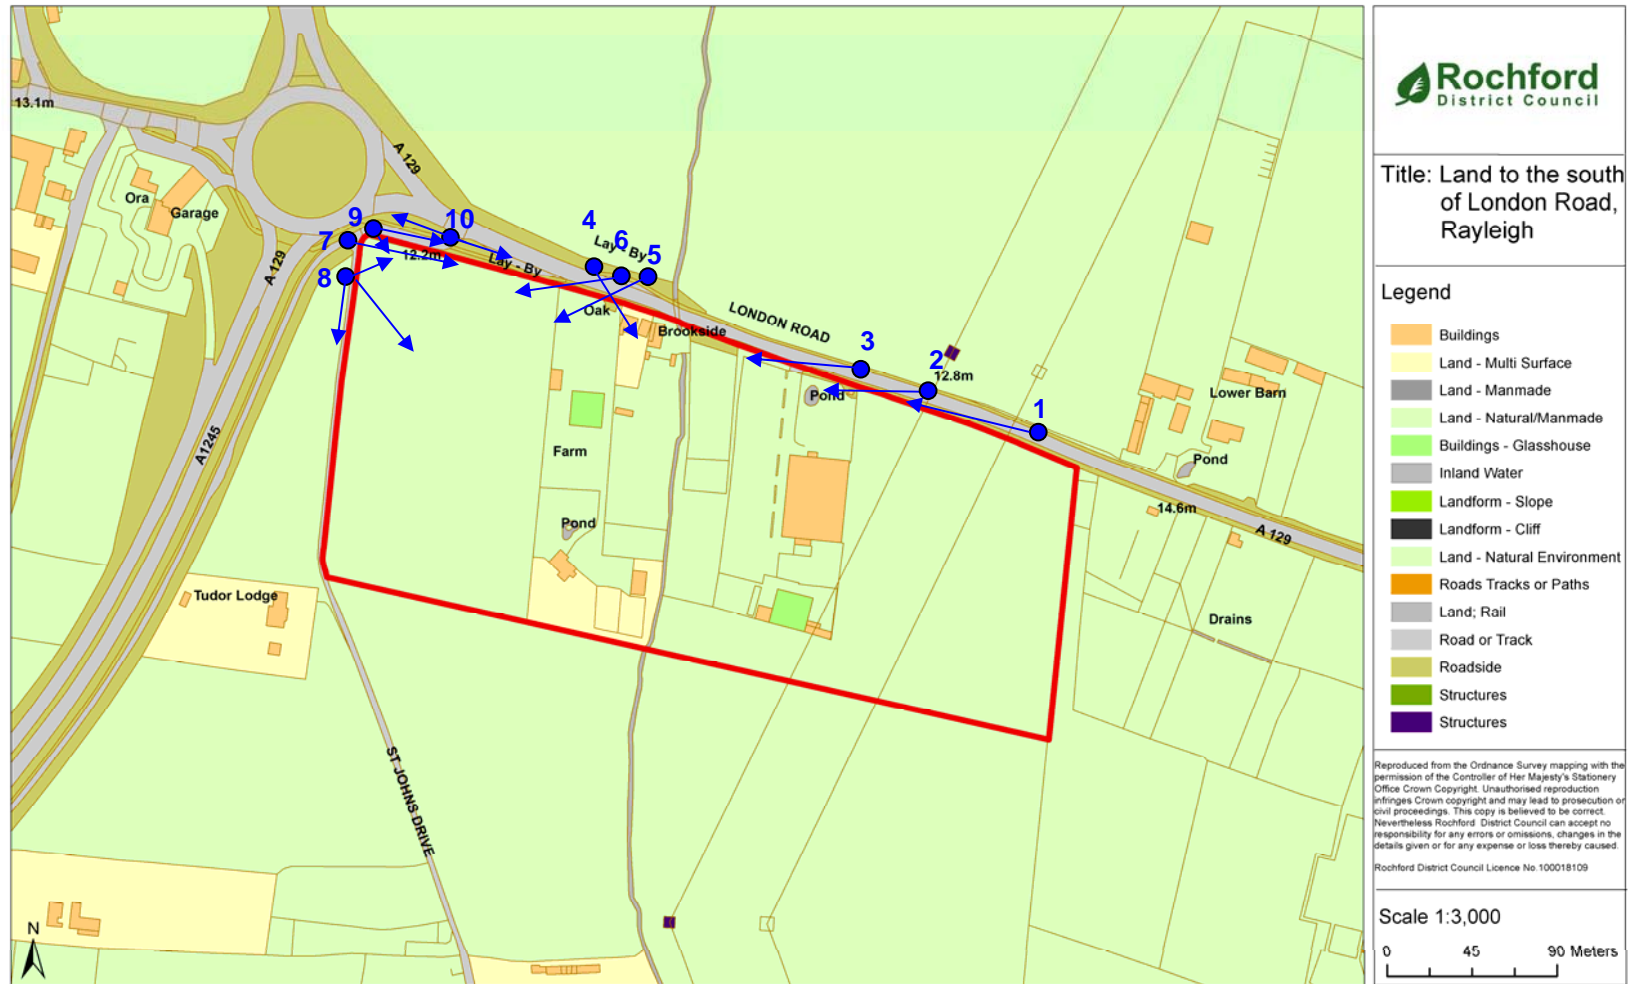 13.1m
Ora
Garage
A 129
A 129
9
10
7
8
12.2m
Lay - By
4
Lay - By
6
5
Oak
Brookside
LONDON ROAD
3
2
12.8m
1
Pond
Lower Barn
Pond
14.6m
A 129
A1245
Farm
Pond
Tudor Lodge
Drains
ST JOHNS DRIVE
N
Rochford
District Council
Title: Land to the south
of London Road,
Rayleigh
Legend
Buildings
Land - Multi Surface
Land - Manmade
Land - Natural/Manmade
Buildings - Glasshouse
Inland Water
Landform - Slope
Landform - Cliff
Land - Natural Environment
Roads Tracks or Paths
Land; Rail
Road or Track
Roadside
Structures
Structures
Reproduced from the Ordnance Survey mapping with the
permission of the Controller of Her Majesty's Stationery
Office Crown Copyright. Unauthorised reproduction
infringes Crown copyright and may lead to prosecution or
civil proceedings. This copy is believed to be correct.
Nevertheless Rochford District Council can accept no
responsibility for any errors or omissions, changes in the
details given or for any expense or loss thereby caused.
Rochford District Council Licence No.100018109
Scale 1:3,000
0 45 90 Meters